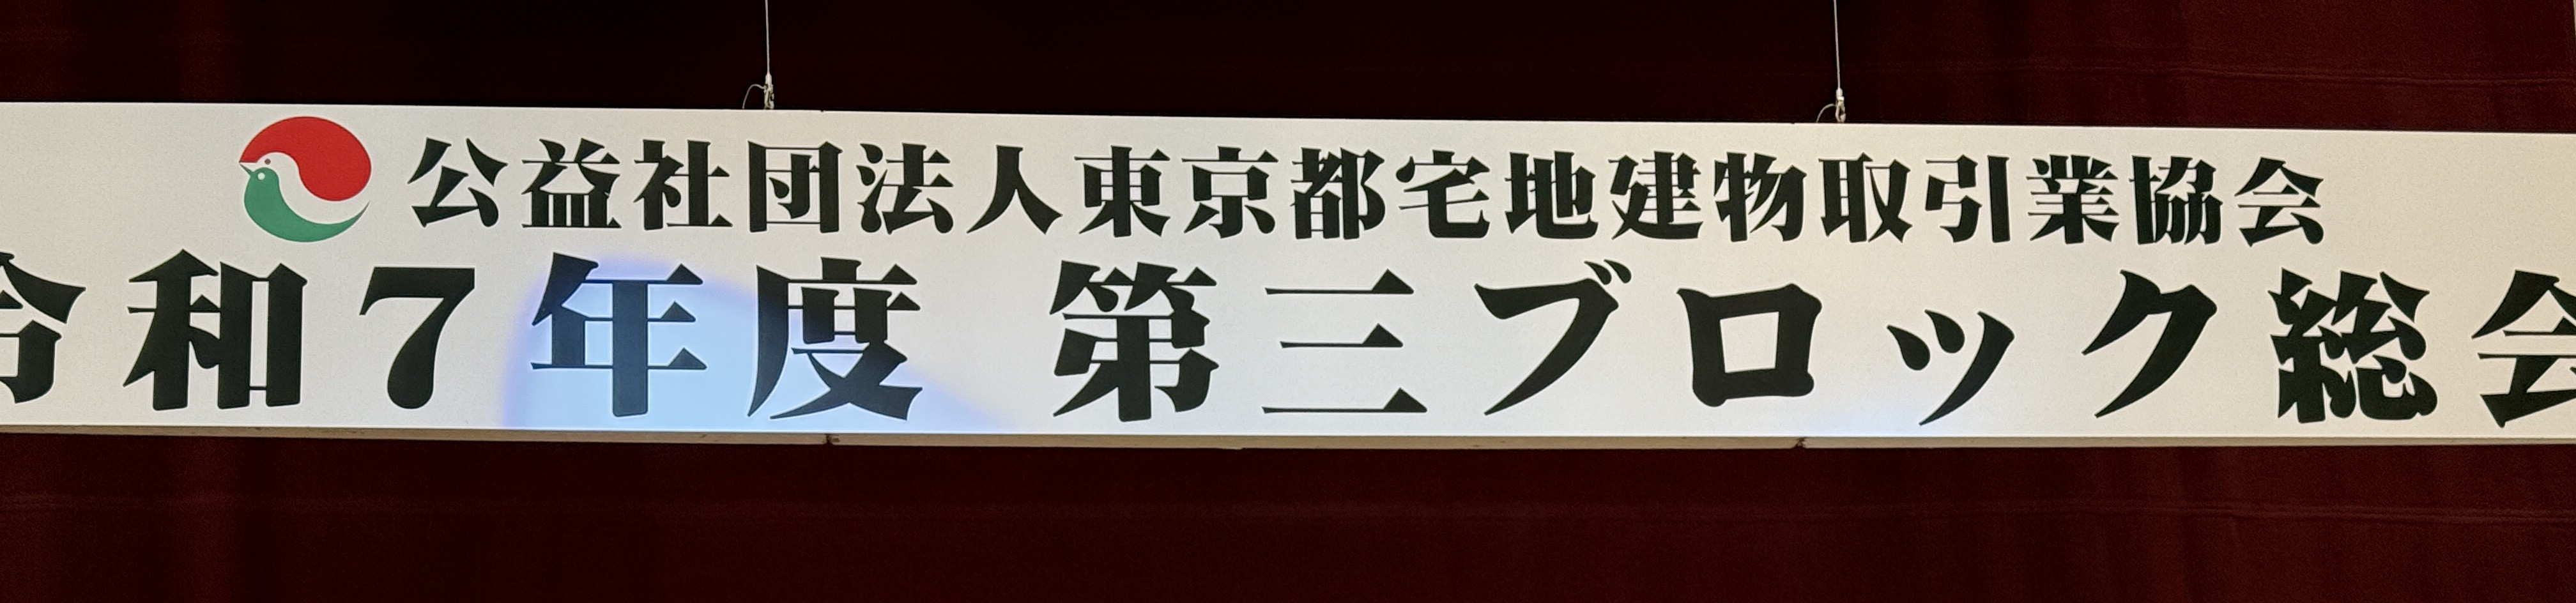 公益社団法人東京都宅地建物取引業協会
令和7年度 第三ブロック総会